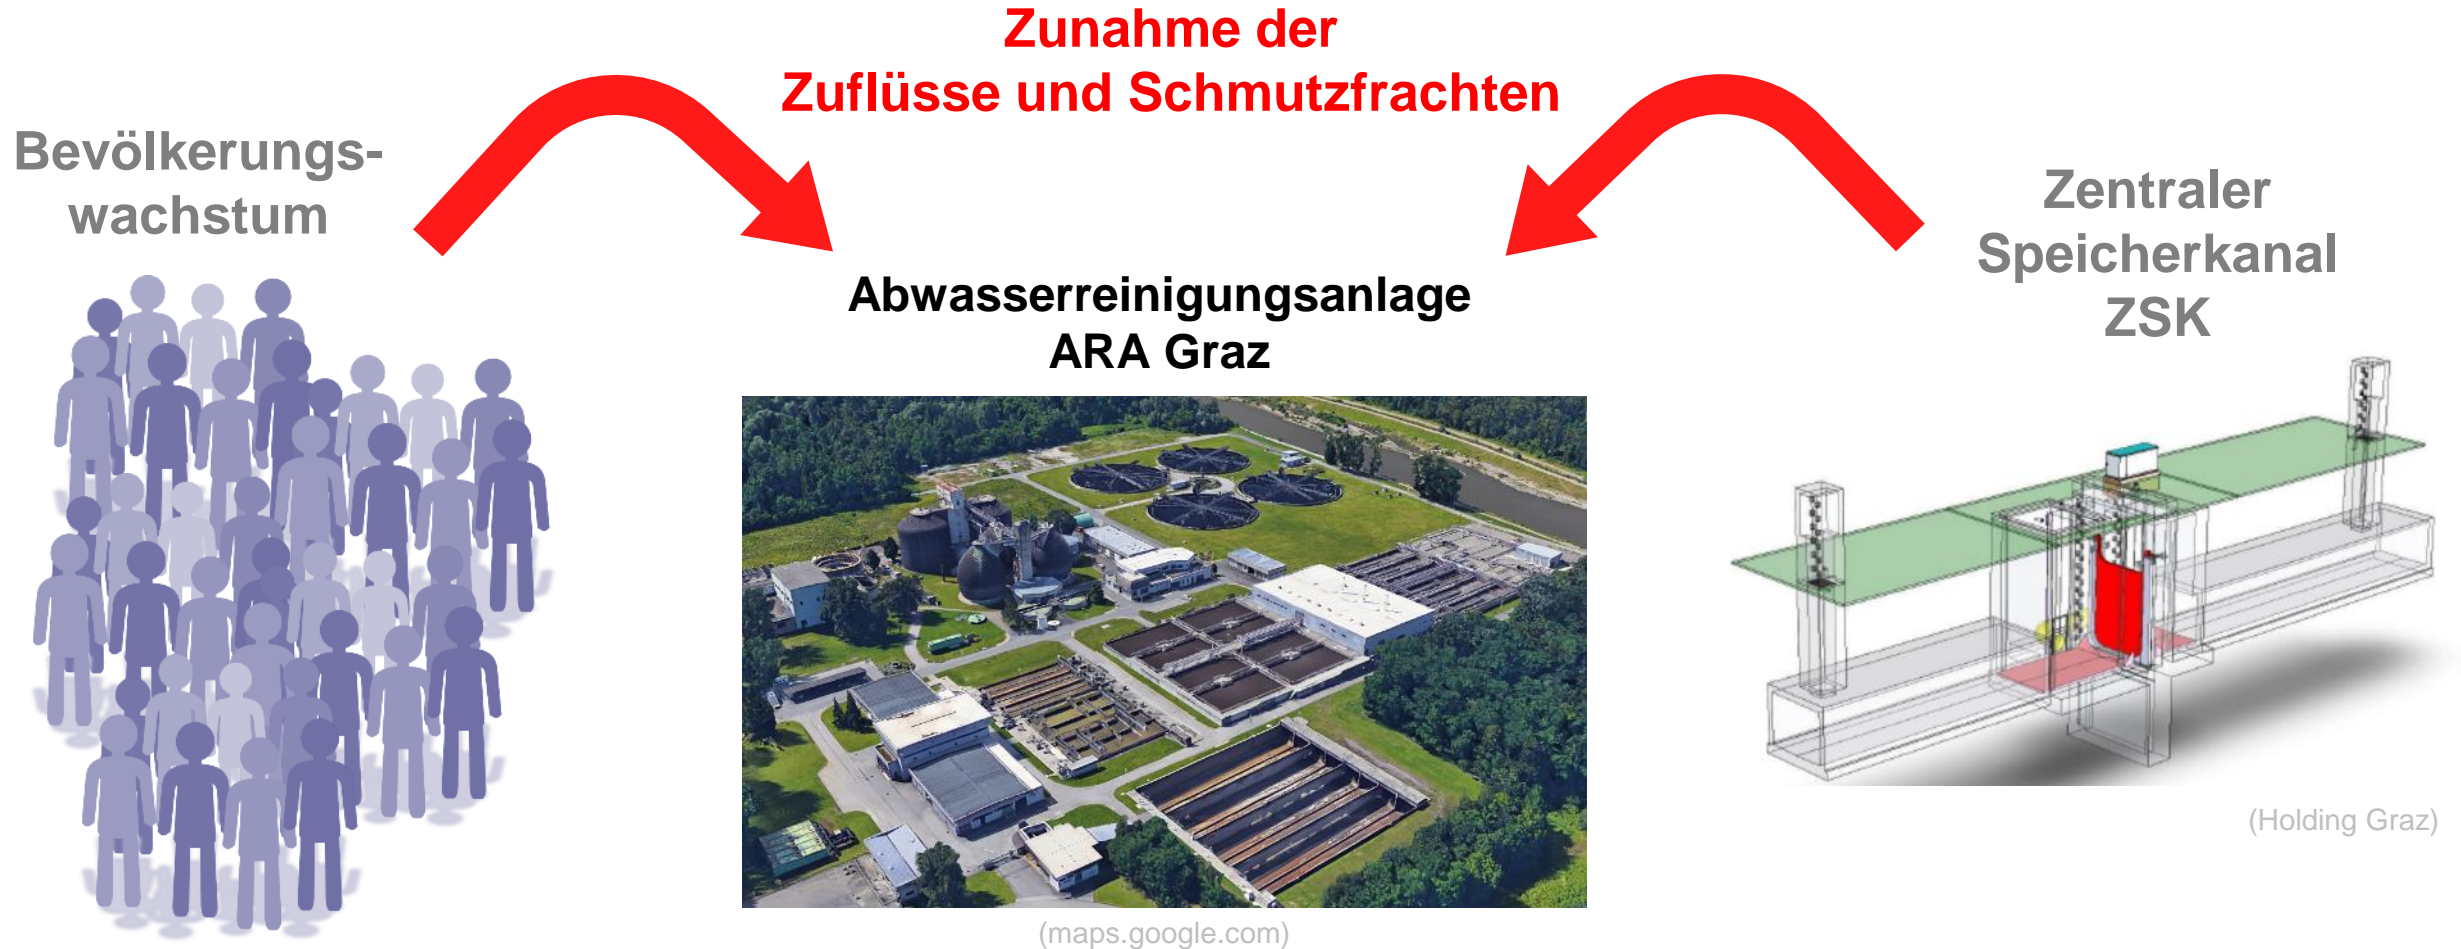 Zunahme der
Zuflüsse und Schmutzfrachten
Bevölkerungs-
wachstum
Abwasserreinigungsanlage
ARA Graz
Zentraler
Speicherkanal
ZSK
(Holding Graz)
(maps.google.com)